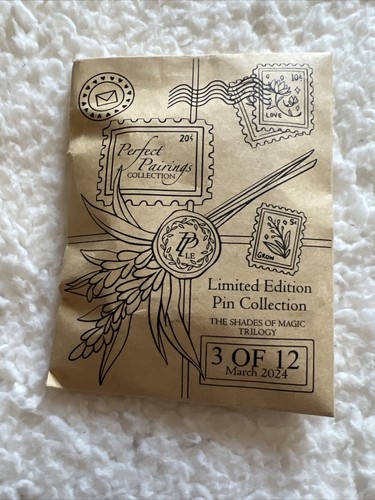 10¢
LOVE
20¢
Perfect
Pairings
COLLECTION
5¢
GROW
PP
LE
Limited Edition
Pin Collection
THE SHADES OF MAGIC
TRILOGY
3 OF 12
March 2024